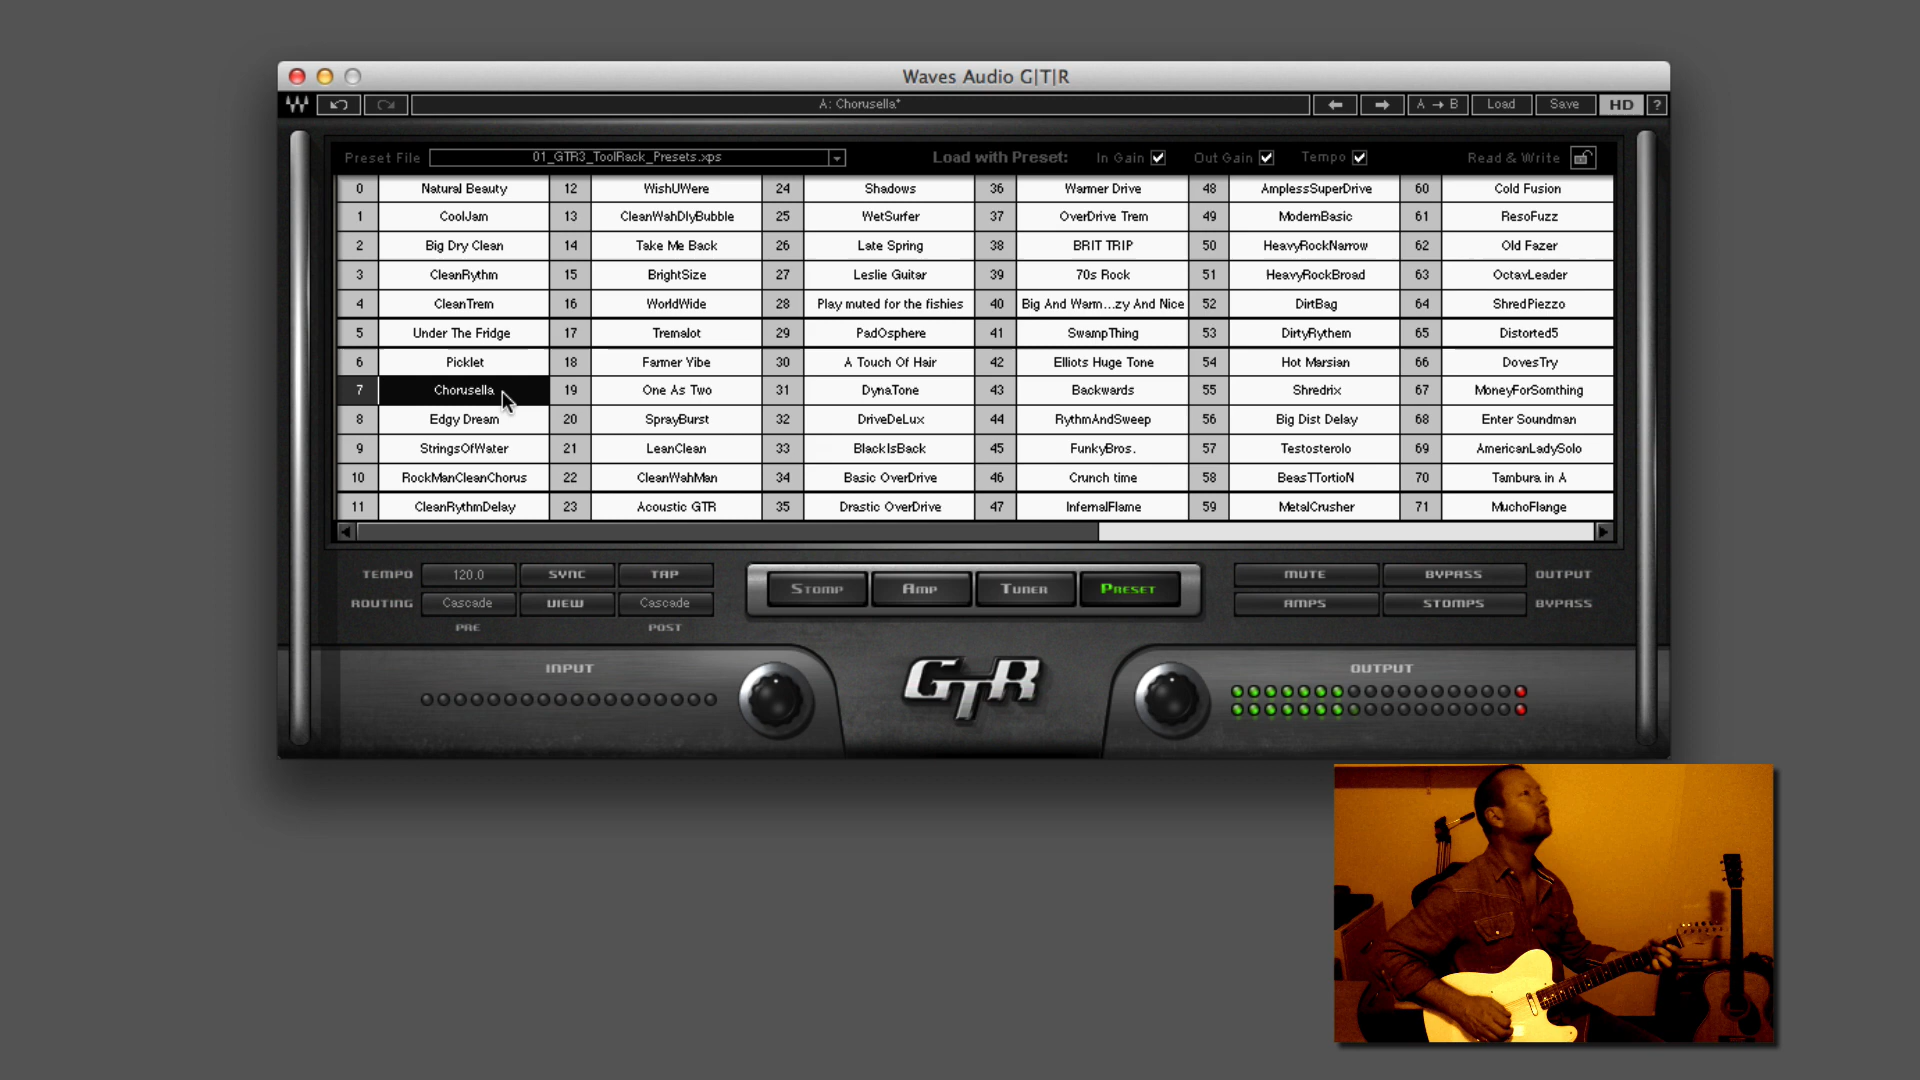 Waves Audio G|T|R
A: Chorusella* A → B Load Save HD ?
Preset File 01_GTR3_ToolRack_Presets.xps Load with Preset: In Gain Out Gain Tempo Read & Write
0 Natural Beauty 12 WishUWere 24 Shadows 36 Warmer Drive 48 AmplessSuperDrive 60 Cold Fusion
1 CoolJam 13 CleanWahDlyBubble 25 WetSurfer 37 OverDrive Trem 49 ModernBasic 61 ResoFuzz
2 Big Dry Clean 14 Take Me Back 26 Late Spring 38 BRIT TRIP 50 HeavyRockNarrow 62 Old Fazer
3 CleanRythm 15 BrightSize 27 Leslie Guitar 39 70s Rock 51 HeavyRockBroad 63 OctavLeader
4 CleanTrem 16 WorldWide 28 Play muted for the fishies 40 Big And Warm...zy And Nice 52 DirtBag 64 ShredPiezzo
5 Under The Fridge 17 Tremalot 29 PadOsphere 41 SwampThing 53 DirtyRythem 65 Distorted5
6 Picklet 18 Farmer Vibe 30 A Touch Of Hair 42 Elliots Huge Tone 54 Hot Marsian 66 DovesTry
7 Chorusella 19 One As Two 31 DynaTone 43 Backwards 55 Shredrix 67 MoneyForSomthing
8 Edgy Dream 20 SprayBurst 32 DriveDeLux 44 RythmAndSweep 56 Big Dist Delay 68 Enter Soundman
9 StringsOfWater 21 LeanClean 33 BlackIsBack 45 FunkyBros. 57 Testosterolo 69 AmericanLadySolo
10 RockManCleanChorus 22 CleanWahMan 34 Basic OverDrive 46 Crunch time 58 BeasTTortioN 70 Tambura in A
11 CleanRythmDelay 23 Acoustic GTR 35 Drastic OverDrive 47 InfernalFlame 59 MetalCrusher 71 MuchoFlange
TEMPO 120.0 SYNC TAP Stomp Amp Tuner Preset MUTE BYPASS OUTPUT
ROUTING Cascade VIEW Cascade AMPS STOMPS BYPASS
PRE POST
INPUT GTR OUTPUT